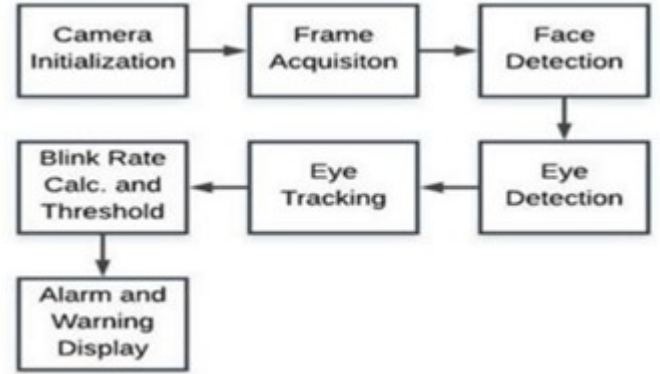 Camera
Initialization
Frame
Acquisiton
Face
Detection
Eye
Detection
Eye
Tracking
Blink Rate
Calc. and
Threshold
Alarm and
Warning
Display